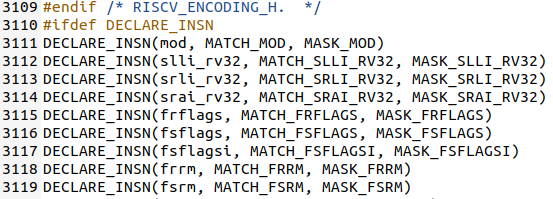 3109 #endif /* RISCV_ENCODING_H.  */
3110 #ifdef DECLARE_INSN
3111 DECLARE_INSN(mod, MATCH_MOD, MASK_MOD)
3112 DECLARE_INSN(slli_rv32, MATCH_SLLI_RV32, MASK_SLLI_RV32)
3113 DECLARE_INSN(srli_rv32, MATCH_SRLI_RV32, MASK_SRLI_RV32)
3114 DECLARE_INSN(srai_rv32, MATCH_SRAI_RV32, MASK_SRAI_RV32)
3115 DECLARE_INSN(frflags, MATCH_FRFLAGS, MASK_FRFLAGS)
3116 DECLARE_INSN(fsflags, MATCH_FSFLAGS, MASK_FSFLAGS)
3117 DECLARE_INSN(fsflagsi, MATCH_FSFLAGSI, MASK_FSFLAGSI)
3118 DECLARE_INSN(frrm, MATCH_FRRM, MASK_FRRM)
3119 DECLARE_INSN(fsrm, MATCH_FSRM, MASK_FSRM)